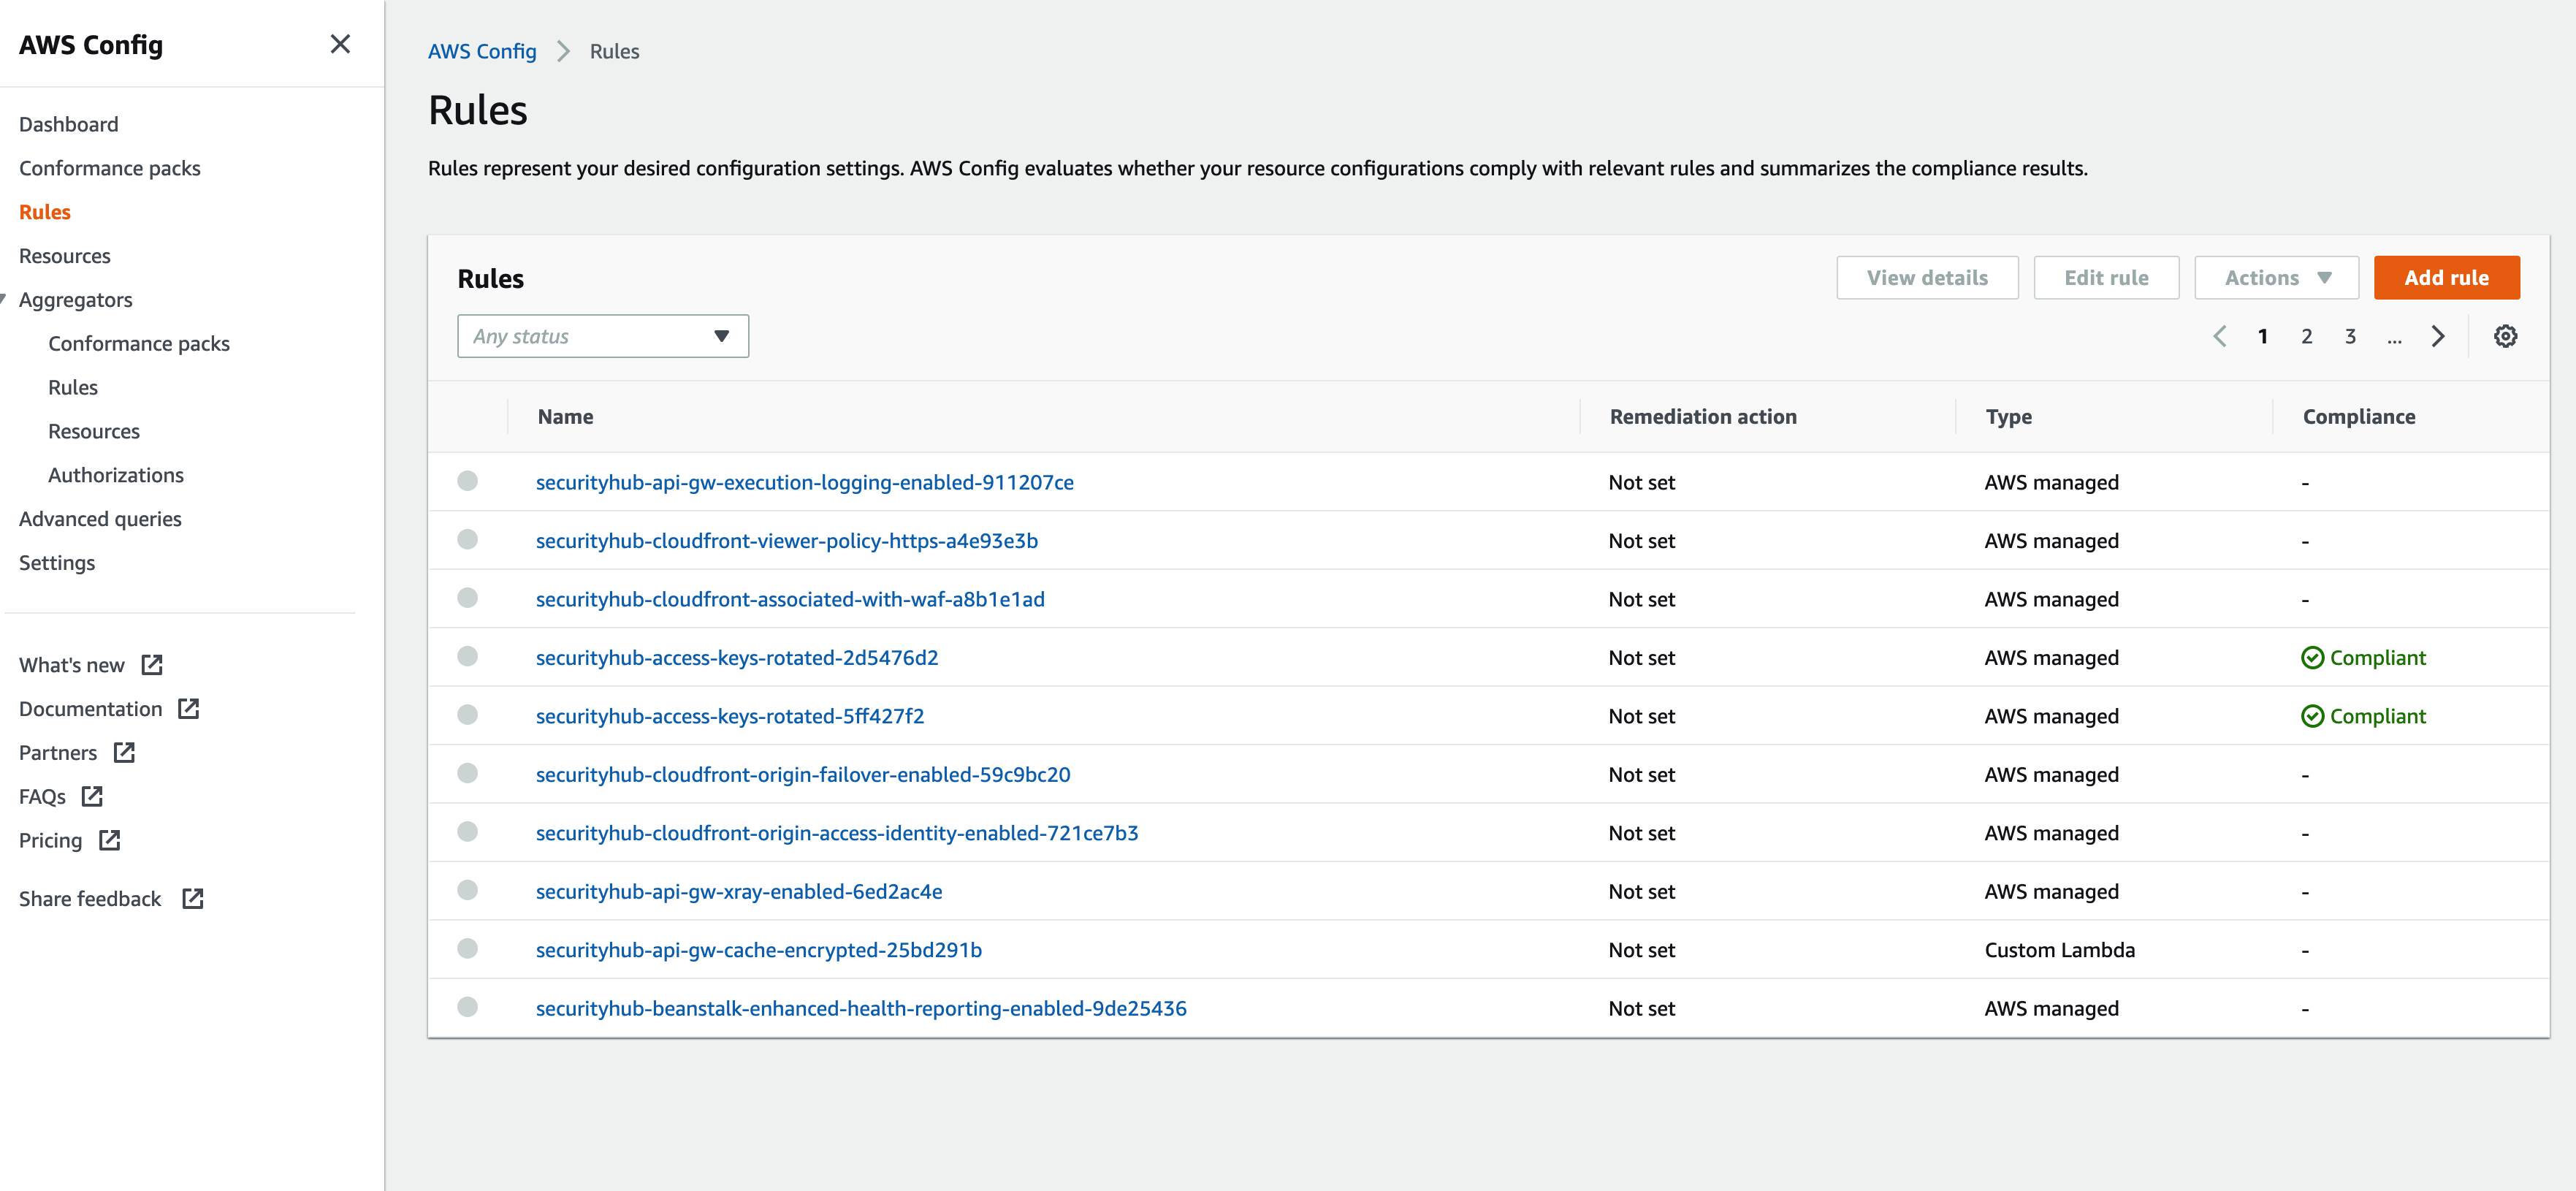 AWS Config
Dashboard
Conformance packs
Rules
Resources
Aggregators
Conformance packs
Rules
Resources
Authorizations
Advanced queries
Settings
What's new
Documentation
Partners
FAQs
Pricing
Share feedback
AWS Config Rules
Rules
Rules represent your desired configuration settings. AWS Config evaluates whether your resource configurations comply with relevant rules and summarizes the compliance results.
Rules View details Edit rule Actions Add rule
Any status 1 2 3 ...
Name Remediation action Type Compliance
securityhub-api-gw-execution-logging-enabled-911207ce Not set AWS managed -
securityhub-cloudfront-viewer-policy-https-a4e93e3b Not set AWS managed -
securityhub-cloudfront-associated-with-waf-a8b1e1ad Not set AWS managed -
securityhub-access-keys-rotated-2d5476d2 Not set AWS managed Compliant
securityhub-access-keys-rotated-5ff427f2 Not set AWS managed Compliant
securityhub-cloudfront-origin-failover-enabled-59c9bc20 Not set AWS managed -
securityhub-cloudfront-origin-access-identity-enabled-721ce7b3 Not set AWS managed -
securityhub-api-gw-xray-enabled-6ed2ac4e Not set AWS managed -
securityhub-api-gw-cache-encrypted-25bd291b Not set Custom Lambda -
securityhub-beanstalk-enhanced-health-reporting-enabled-9de25436 Not set AWS managed -